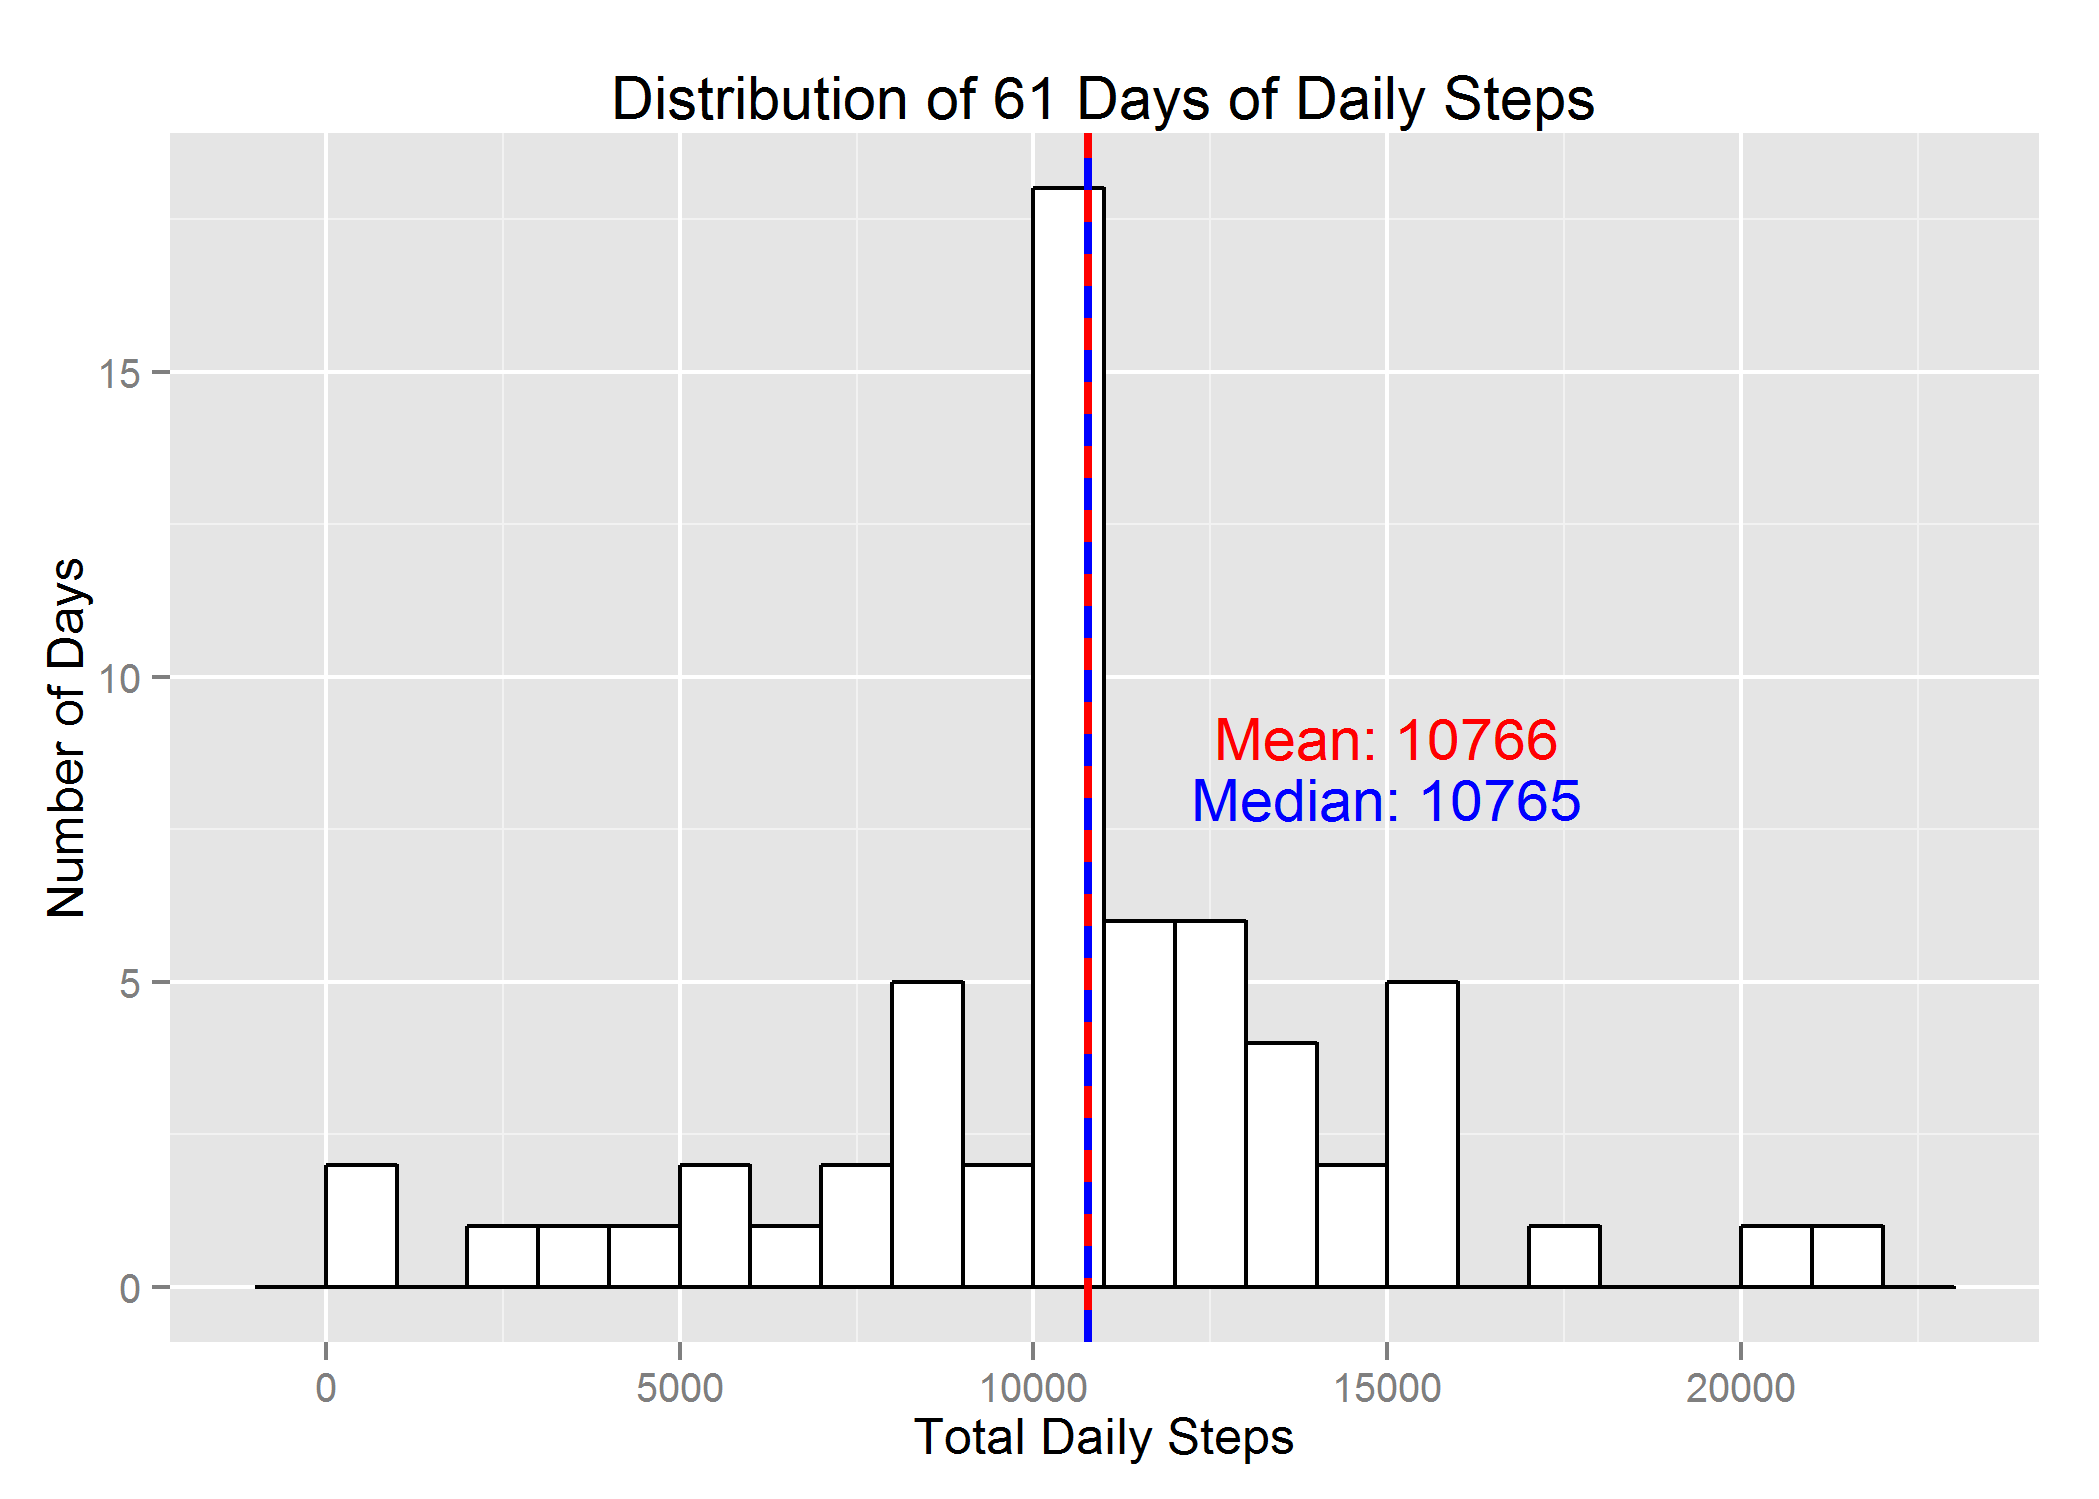 Distribution of 61 Days of Daily Steps
Number of Days
15
10
5
0
Mean: 10766
Median: 10765
0 5000 10000 15000 20000
Total Daily Steps